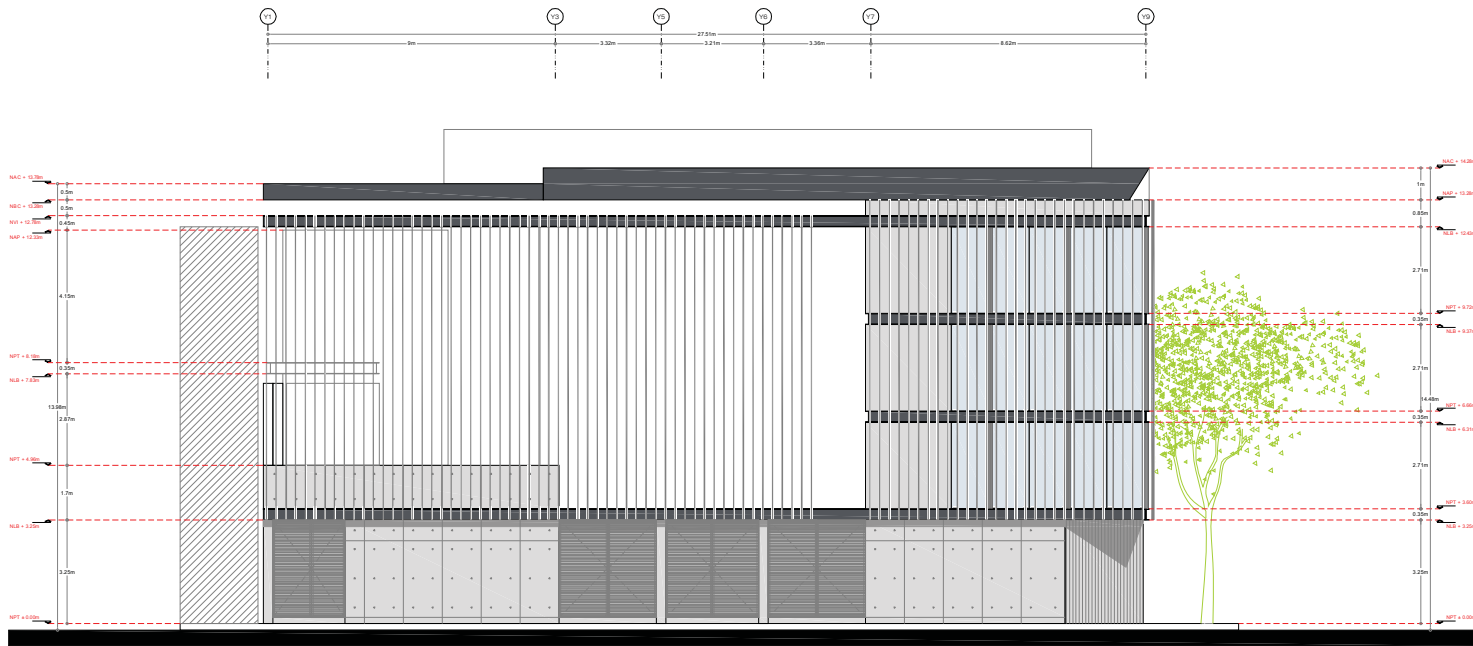 Y1
Y3
Y5
Y6
Y7
Y9
27.51m
9m
3.32m
3.21m
3.36m
8.62m
NAC + 13.78m
0.5m
NBC + 13.28m
0.5m
NVI + 12.78m
0.45m
NAP + 12.33m
4.15m
NPT + 8.18m
0.35m
NLB + 7.83m
13.98m
2.87m
NPT + 4.96m
1.7m
NLB + 3.25m
3.25m
NPT ± 0.00m
NAC + 14.28m
1m
NAP + 13.28m
0.85m
NLB + 12.43m
2.71m
NPT + 9.72m
0.35m
NLB + 9.37m
2.71m
14.48m
NPT + 6.66m
0.35m
NLB + 6.31m
2.71m
NPT + 3.60m
0.35m
NLB + 3.25m
3.25m
NPT ± 0.00m